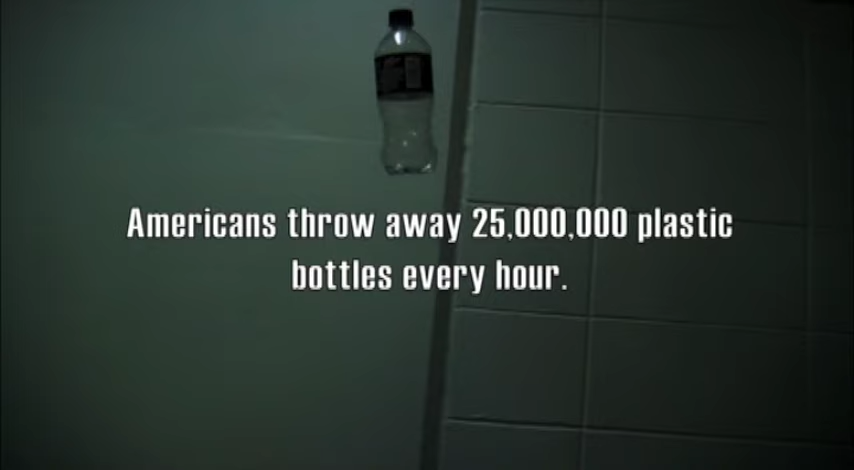 Americans throw away 25,000,000 plastic
bottles every hour.